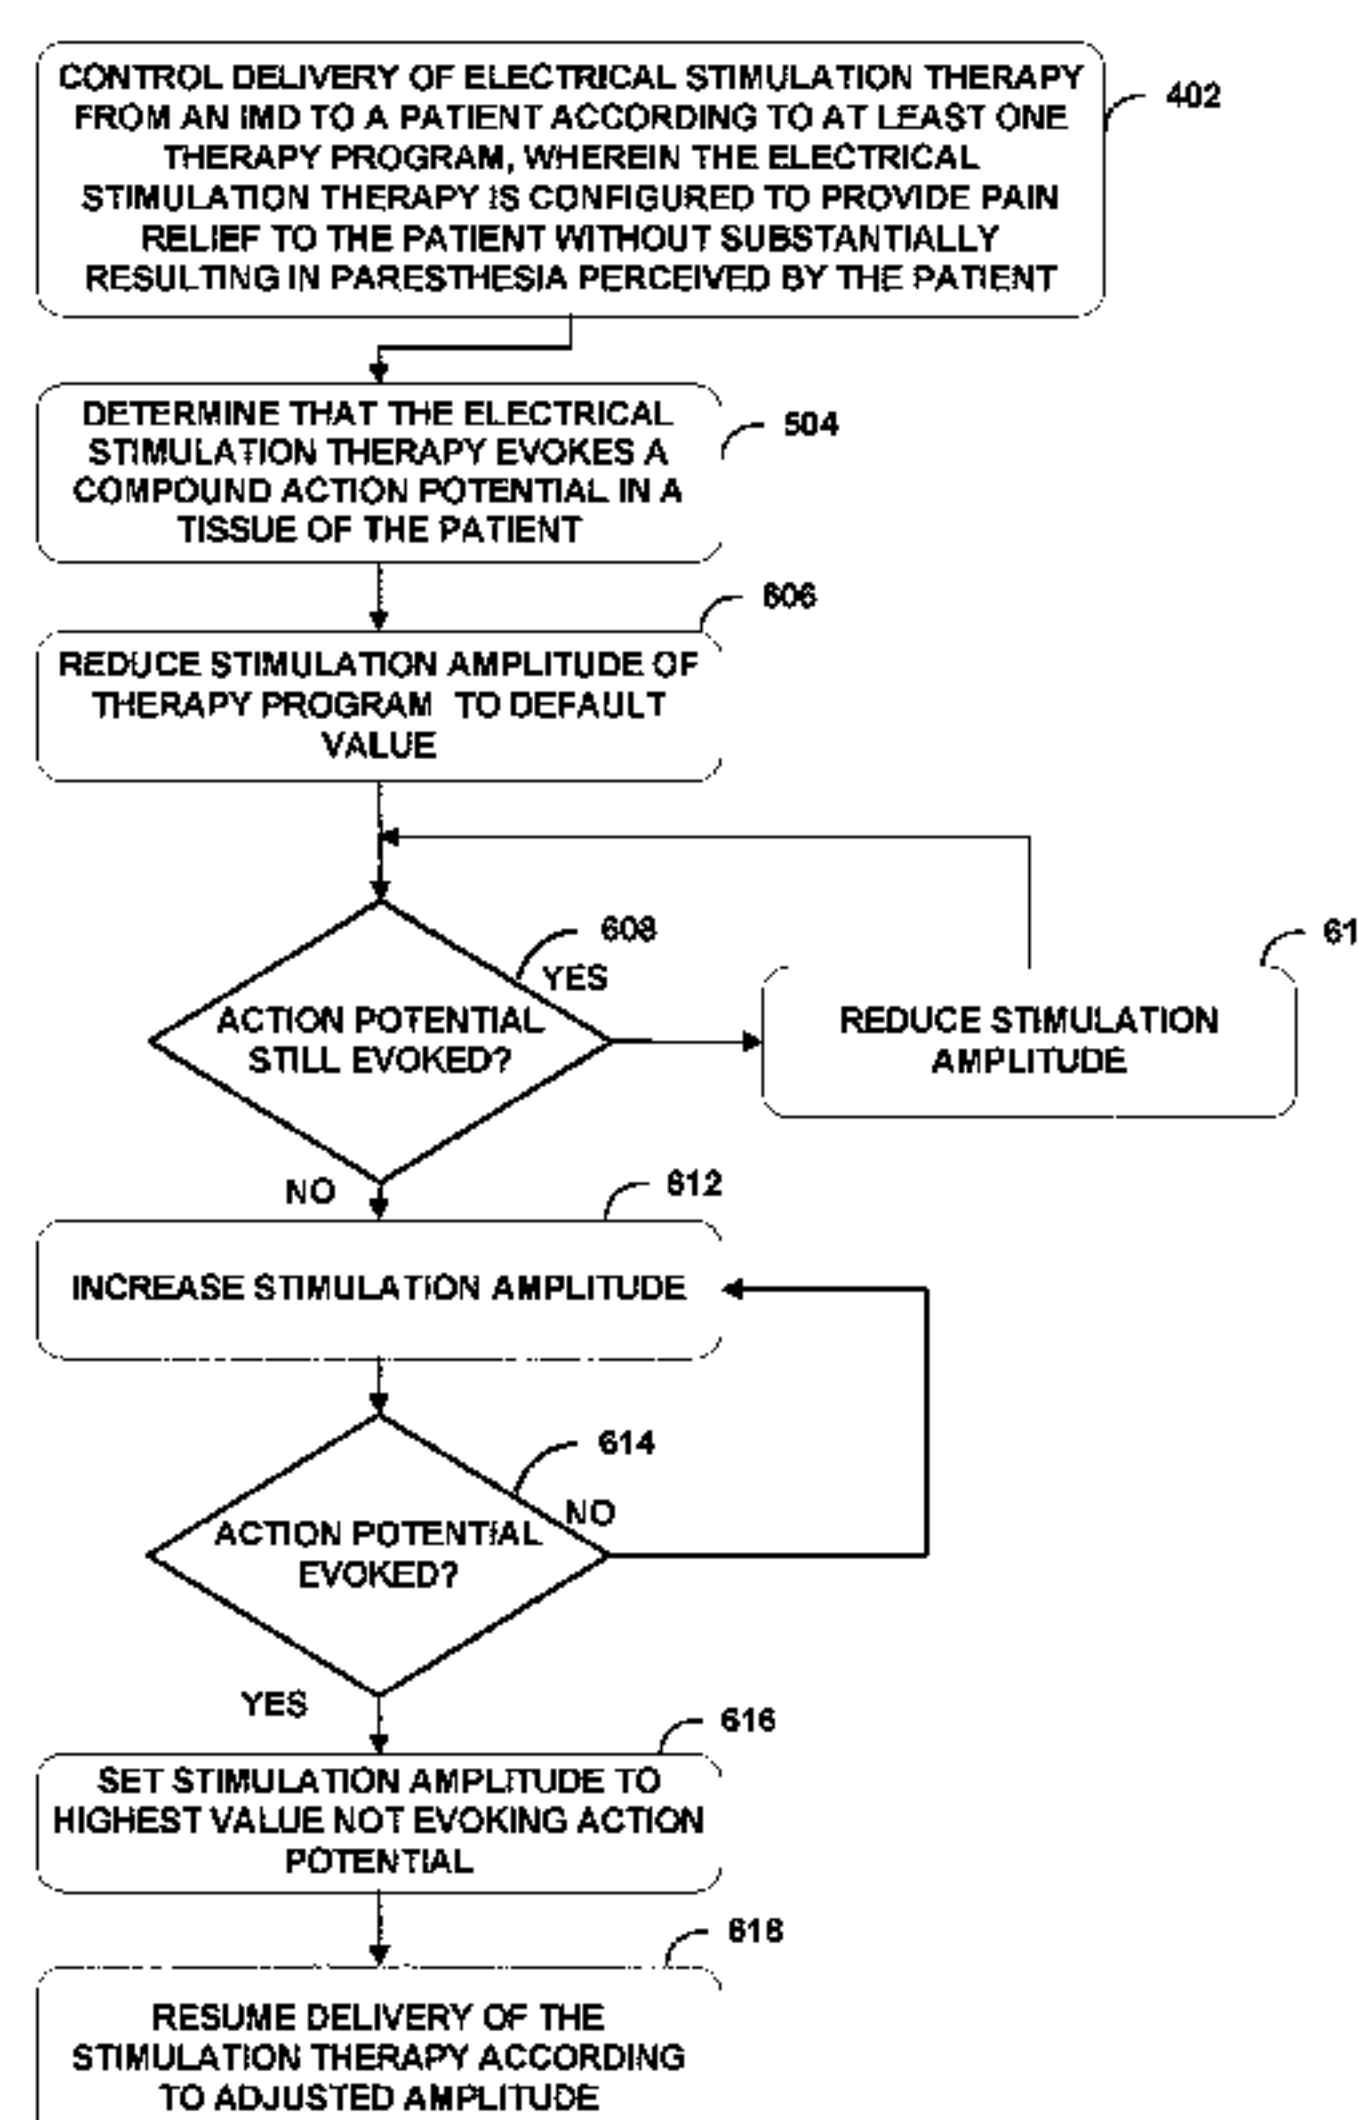 CONTROL DELIVERY OF ELECTRICAL STIMULATION THERAPY
FROM AN IMD TO A PATIENT ACCORDING TO AT LEAST ONE
THERAPY PROGRAM, WHEREIN THE ELECTRICAL
STIMULATION THERAPY IS CONFIGURED TO PROVIDE PAIN
RELIEF TO THE PATIENT WITHOUT SUBSTANTIALLY
RESULTING IN PARESTHESIA PERCEIVED BY THE PATIENT
402
DETERMINE THAT THE ELECTRICAL
STIMULATION THERAPY EVOKES A
COMPOUND ACTION POTENTIAL IN A
TISSUE OF THE PATIENT
504
606
REDUCE STIMULATION AMPLITUDE OF
THERAPY PROGRAM TO DEFAULT
VALUE
608
YES
ACTION POTENTIAL
STILL EVOKED?
61
REDUCE STIMULATION
AMPLITUDE
NO
612
INCREASE STIMULATION AMPLITUDE
614
NO
ACTION POTENTIAL
EVOKED?
YES
616
SET STIMULATION AMPLITUDE TO
HIGHEST VALUE NOT EVOKING ACTION
POTENTIAL
618
RESUME DELIVERY OF THE
STIMULATION THERAPY ACCORDING
TO ADJUSTED AMPLITUDE